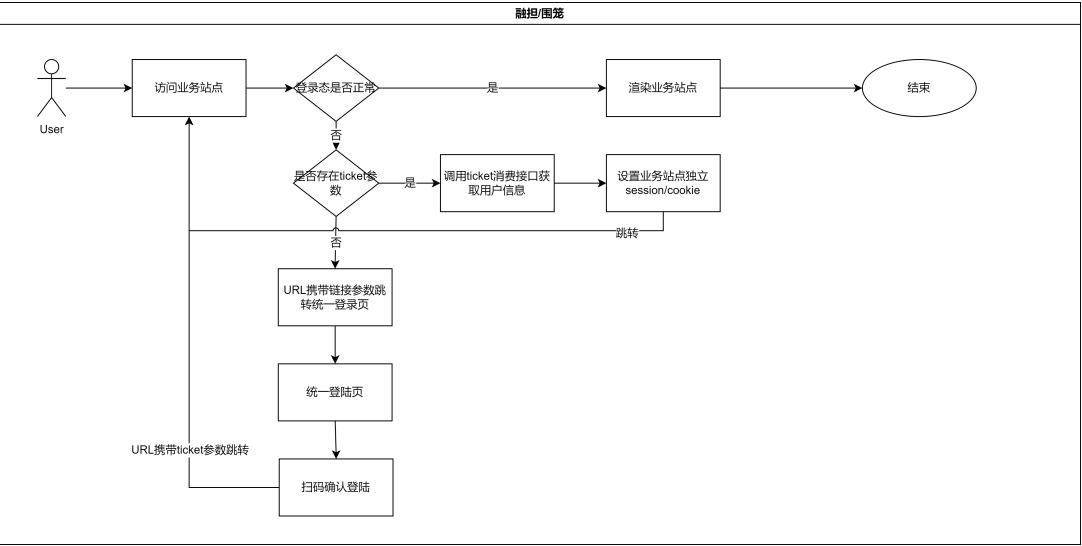 融担/围笼
User
访问业务站点
登录态是否正常
是
渲染业务站点
结束
否
是否存在ticket参
数
是
调用ticket消费接口获
取用户信息
设置业务站点独立
session/cookie
跳转
否
URL携带链接参数跳
转统一登录页
统一登陆页
URL携带ticket参数跳转
扫码确认登陆